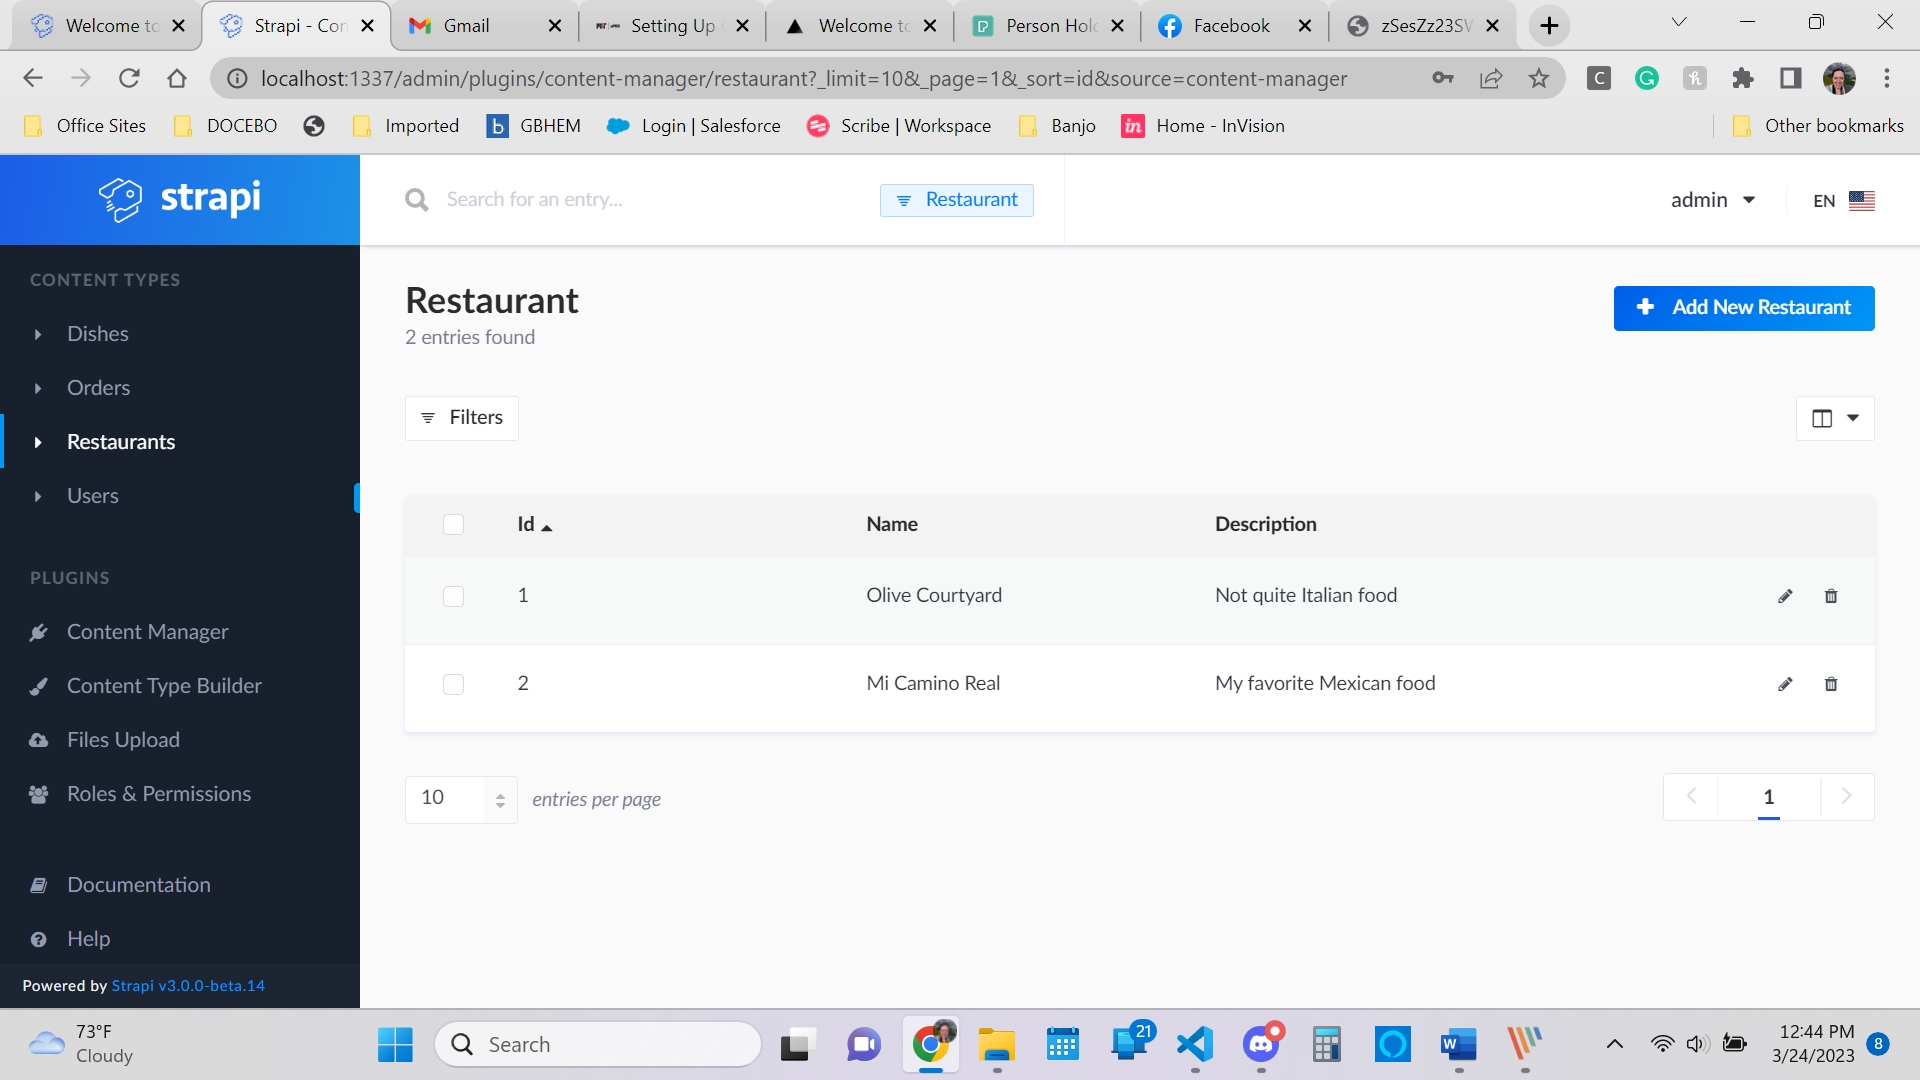 Welcome to
Strapi - Con
Gmail
Setting Up
Welcome to
Person Hol
Facebook
zSesZz23SV
localhost:1337/admin/plugins/content-manager/restaurant?_limit=10&_page=1&_sort=id&source=content-manager
Office Sites
DOCEBO
Imported
GBHEM
Login | Salesforce
Scribe | Workspace
Banjo
Home - InVision
Other bookmarks
strapi
Search for an entry...
Restaurant
admin
EN
CONTENT TYPES
Dishes
Orders
Restaurants
Users
PLUGINS
Content Manager
Content Type Builder
Files Upload
Roles & Permissions
Documentation
Help
Powered by Strapi v3.0.0-beta.14
Restaurant
2 entries found
Add New Restaurant
Filters
Id Name Description
1 Olive Courtyard Not quite Italian food
2 Mi Camino Real My favorite Mexican food
10 entries per page
1
73°F
Cloudy
Search
21
12:44 PM
3/24/2023
8